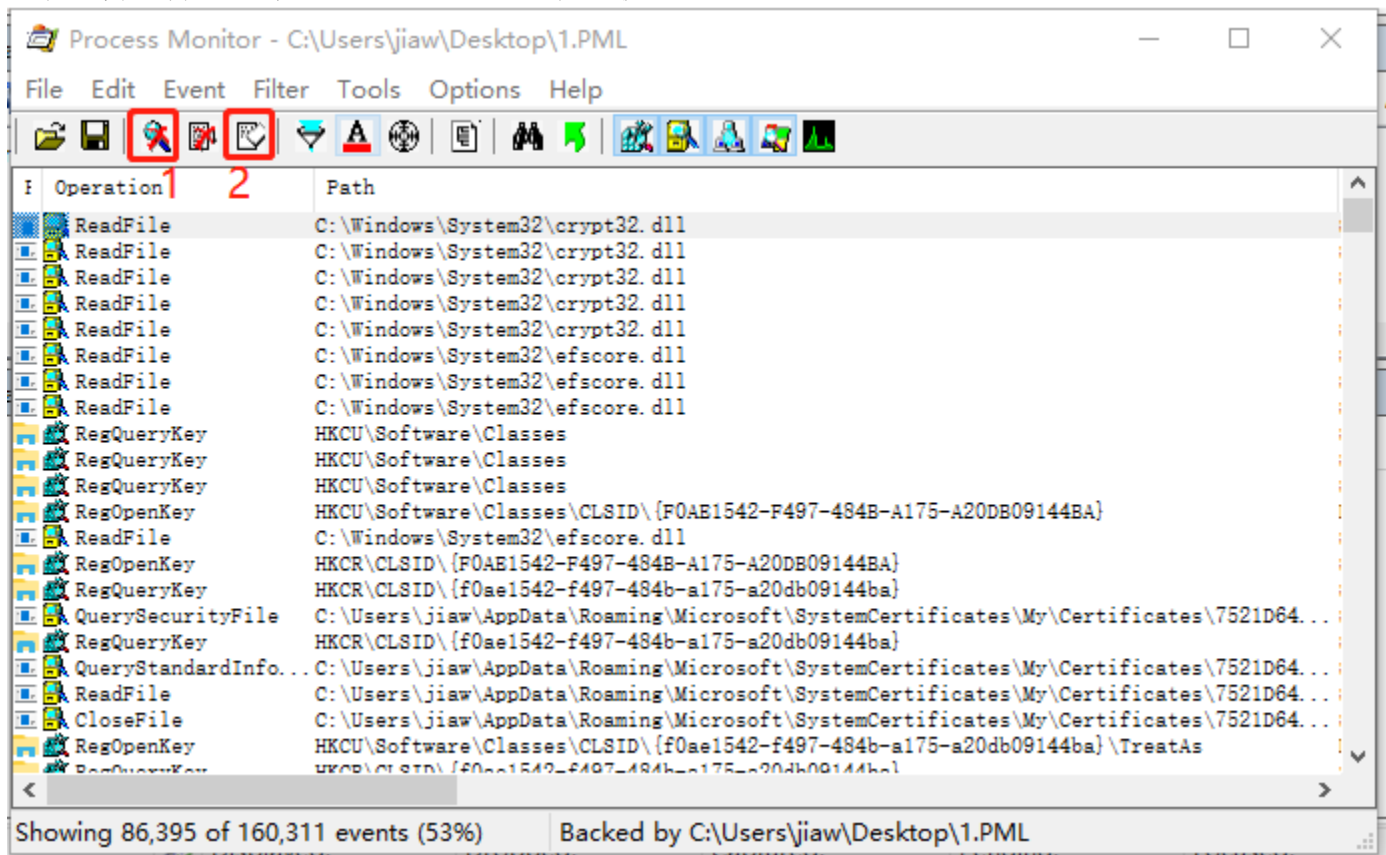 Process Monitor - C:\Users\jiaw\Desktop\1.PML
File Edit Event Filter Tools Options Help
1 2
Operation Path
ReadFile C:\Windows\System32\crypt32.dll
ReadFile C:\Windows\System32\crypt32.dll
ReadFile C:\Windows\System32\crypt32.dll
ReadFile C:\Windows\System32\crypt32.dll
ReadFile C:\Windows\System32\crypt32.dll
ReadFile C:\Windows\System32\efscore.dll
ReadFile C:\Windows\System32\efscore.dll
ReadFile C:\Windows\System32\efscore.dll
RegQueryKey HKCU\Software\Classes
RegQueryKey HKCU\Software\Classes
RegQueryKey HKCU\Software\Classes
RegOpenKey HKCU\Software\Classes\CLSID\{F0AE1542-F497-484B-A175-A20DB09144BA}
ReadFile C:\Windows\System32\efscore.dll
RegOpenKey HKCR\CLSID\{F0AE1542-F497-484B-A175-A20DB09144BA}
RegQueryKey HKCR\CLSID\{f0ae1542-f497-484b-a175-a20db09144ba}
QuerySecurityFile C:\Users\jiaw\AppData\Roaming\Microsoft\SystemCertificates\My\Certificates\7521D64...
RegQueryKey HKCR\CLSID\{f0ae1542-f497-484b-a175-a20db09144ba}
QueryStandardInfo... C:\Users\jiaw\AppData\Roaming\Microsoft\SystemCertificates\My\Certificates\7521D64...
ReadFile C:\Users\jiaw\AppData\Roaming\Microsoft\SystemCertificates\My\Certificates\7521D64...
CloseFile C:\Users\jiaw\AppData\Roaming\Microsoft\SystemCertificates\My\Certificates\7521D64...
RegOpenKey HKCU\Software\Classes\CLSID\{f0ae1542-f497-484b-a175-a20db09144ba}\TreatAs
RegQueryKey HKCR\CLSID\{f0ae1542-f497-484b-a175-a20db09144ba}
Showing 86,395 of 160,311 events (53%) Backed by C:\Users\jiaw\Desktop\1.PML